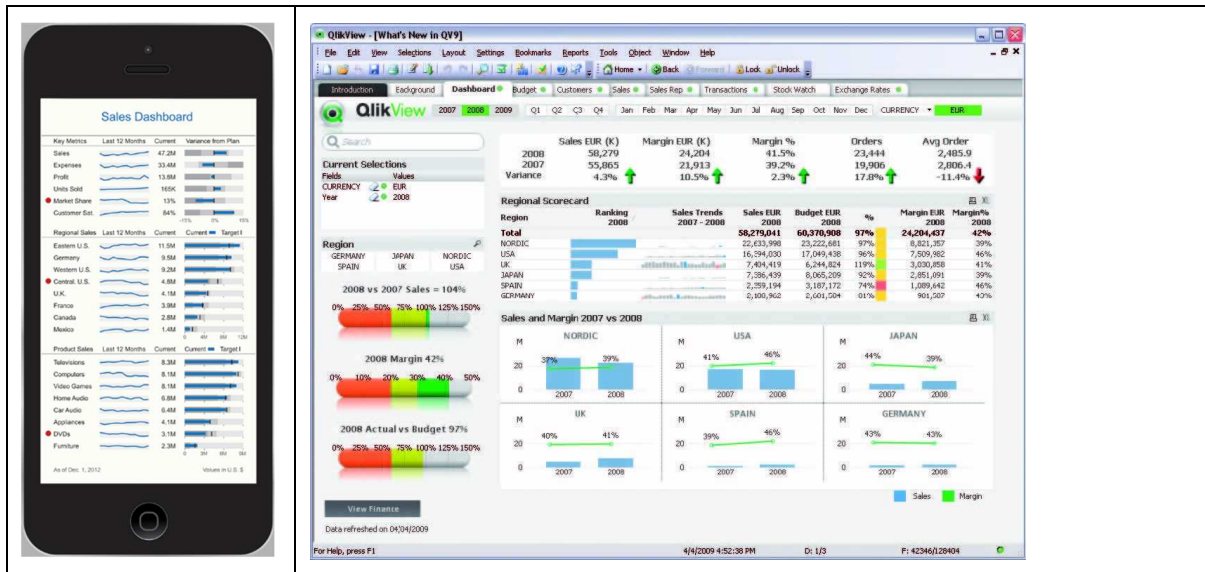 Sales Dashboard
Key Metrics Last 12 Months Current Variance from Plan
Sales 47.2M
Expenses 33.4M
Profit 13.8M
Units Sold 165K
Market Share 13%
Customer Sat. 84%
-15% 0% 15%
Regional Sales Last 12 Months Current Current Target
Eastern U.S. 11.5M
Germany 9.5M
Western U.S. 9.2M
Central. U.S. 4.8M
U.K. 4.1M
France 3.9M
Canada 2.8M
Mexico 1.4M
0 4M 8M 12M
Product Sales Last 12 Months Current Current Target
Televisions 8.3M
Computers 8.1M
Video Games 8.1M
Home Audio 6.8M
Car Audio 6.4M
Appliances 4.1M
DVDs 3.1M
Furniture 2.3M
0 3M 6M 9M
As of Dec. 1, 2012 Values in U.S. $
QlikView - [What's New in QV9]
File Edit View Selections Layout Settings Bookmarks Reports Tools Object Window Help
Home Back Forward Lock Unlock
Introduction Background Dashboard Budget Customers Sales Sales Rep Transactions Stock Watch Exchange Rates
QlikView 2007 2008 2009 Q1 Q2 Q3 Q4 Jan Feb Mar Apr May Jun Jul Aug Sep Oct Nov Dec CURRENCY EUR
Search
Current Selections
Fields Values
CURRENCY EUR
Year 2008
Region
GERMANY JAPAN NORDIC
SPAIN UK USA
2008 vs 2007 Sales = 104%
0% 25% 50% 75% 100% 125% 150%
2008 Margin 42%
0% 10% 20% 30% 40% 50%
2008 Actual vs Budget 97%
0% 25% 50% 75% 100% 125% 150%
View Finance
Data refreshed on 04/04/2009
Sales EUR (K) Margin EUR (K) Margin % Orders Avg Order
2008 58,279 24,204 41.5% 23,444 2,485.9
2007 55,865 21,913 39.2% 19,906 2,806.4
Variance 4.3% 10.5% 2.3% 17.8% -11.4%
Regional Scorecard XL
Region Ranking 2008 Sales Trends 2007 - 2008 Sales EUR 2008 Budget EUR 2008 % Margin EUR 2008 Margin% 2008
Total 58,279,041 60,370,908 97% 24,204,437 42%
NORDIC 22,633,998 23,222,681 97% 8,821,357 39%
USA 16,594,030 17,049,438 96% 7,509,982 46%
UK 7,404,419 6,244,824 119% 3,030,858 41%
JAPAN 7,386,439 8,065,209 92% 2,851,091 39%
SPAIN 2,259,194 3,187,172 74% 1,089,642 46%
GERMANY 2,100,962 2,601,504 81% 901,507 43%
Sales and Margin 2007 vs 2008 XL
NORDIC
M
20
0
37% 39%
2007 2008
USA
M
20
0
41% 46%
2007 2008
JAPAN
M
20
0
44% 39%
2007 2008
UK
M
20
0
40% 41%
2007 2008
SPAIN
M
20
0
39% 46%
2007 2008
GERMANY
M
20
0
43% 43%
2007 2008
Sales Margin
For Help, press F1 4/4/2009 4:52:38 PM D: 1/3 F: 42346/128404